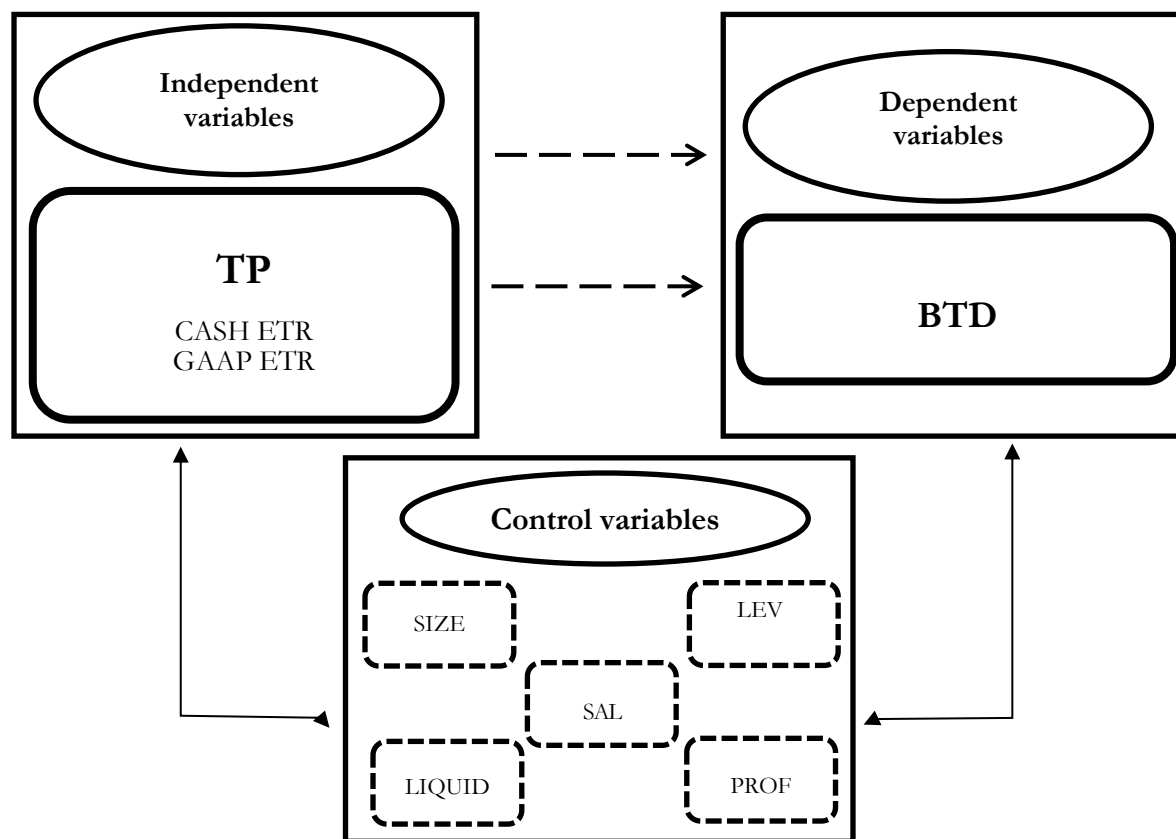 Independent
variables
TP
CASH ETR
GAAP ETR
Dependent
variables
BTD
Control variables
SIZE
LEV
SAL
LIQUID
PROF